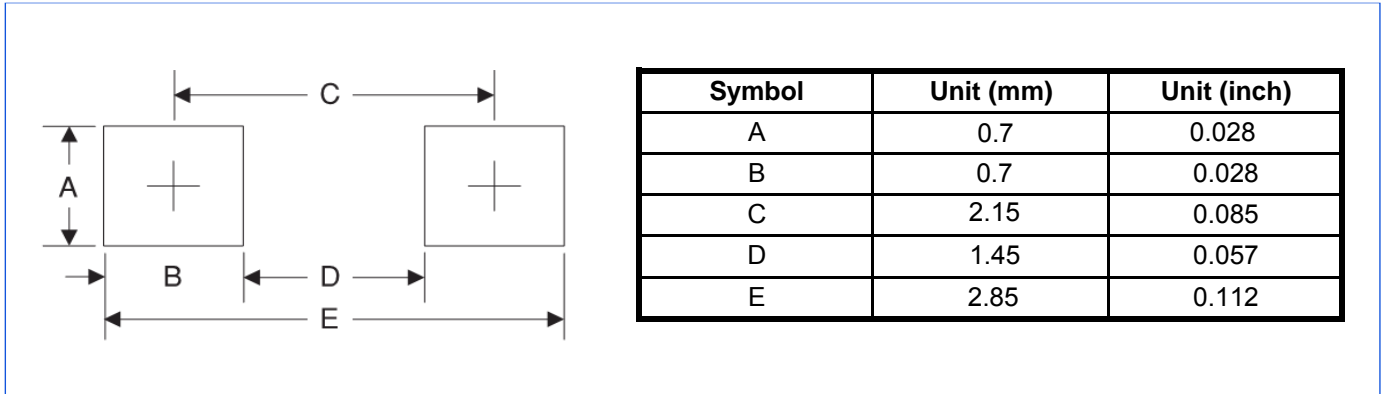 C
A
B
D
E
Symbol Unit (mm) Unit (inch)
A 0.7 0.028
B 0.7 0.028
C 2.15 0.085
D 1.45 0.057
E 2.85 0.112